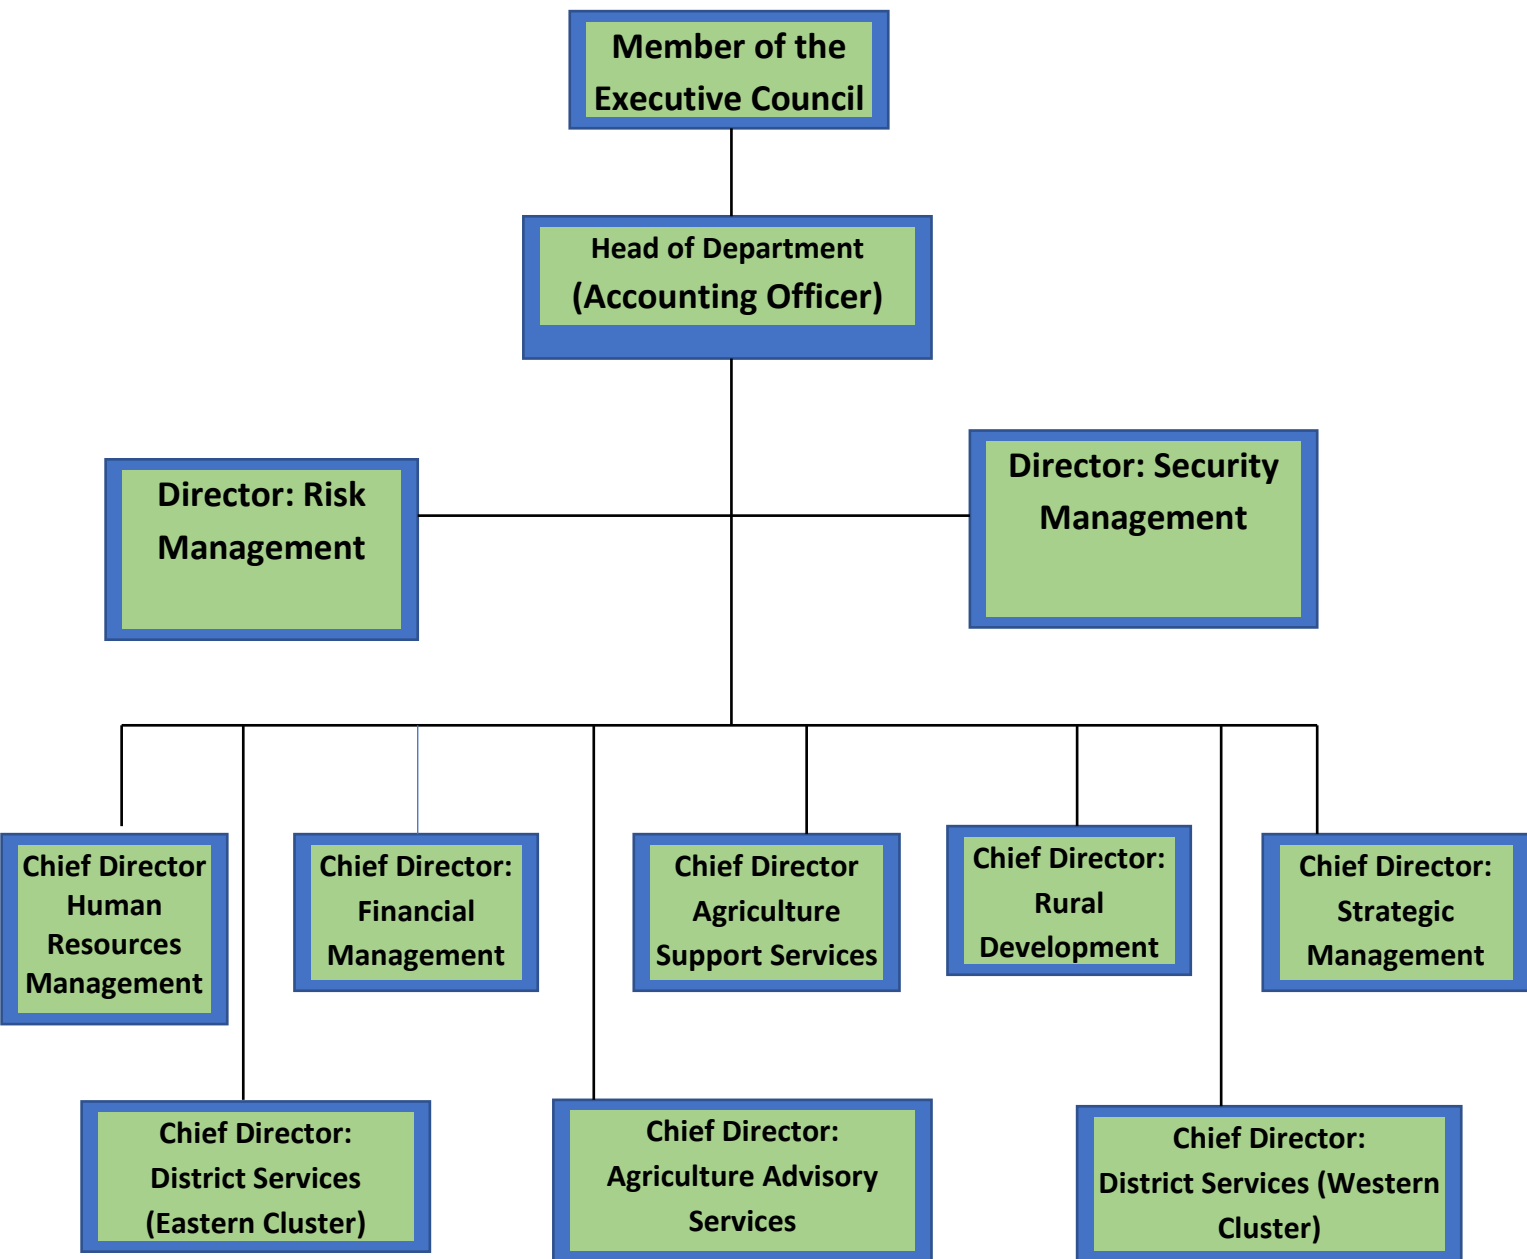 Member of the
Executive Council
Head of Department
(Accounting Officer)
Director: Risk
Management
Director: Security
Management
Chief Director
Human
Resources
Management
Chief Director:
Financial
Management
Chief Director
Agriculture
Support Services
Chief Director:
Rural
Development
Chief Director:
Strategic
Management
Chief Director:
District Services
(Eastern Cluster)
Chief Director:
Agriculture Advisory
Services
Chief Director:
District Services (Western
Cluster)